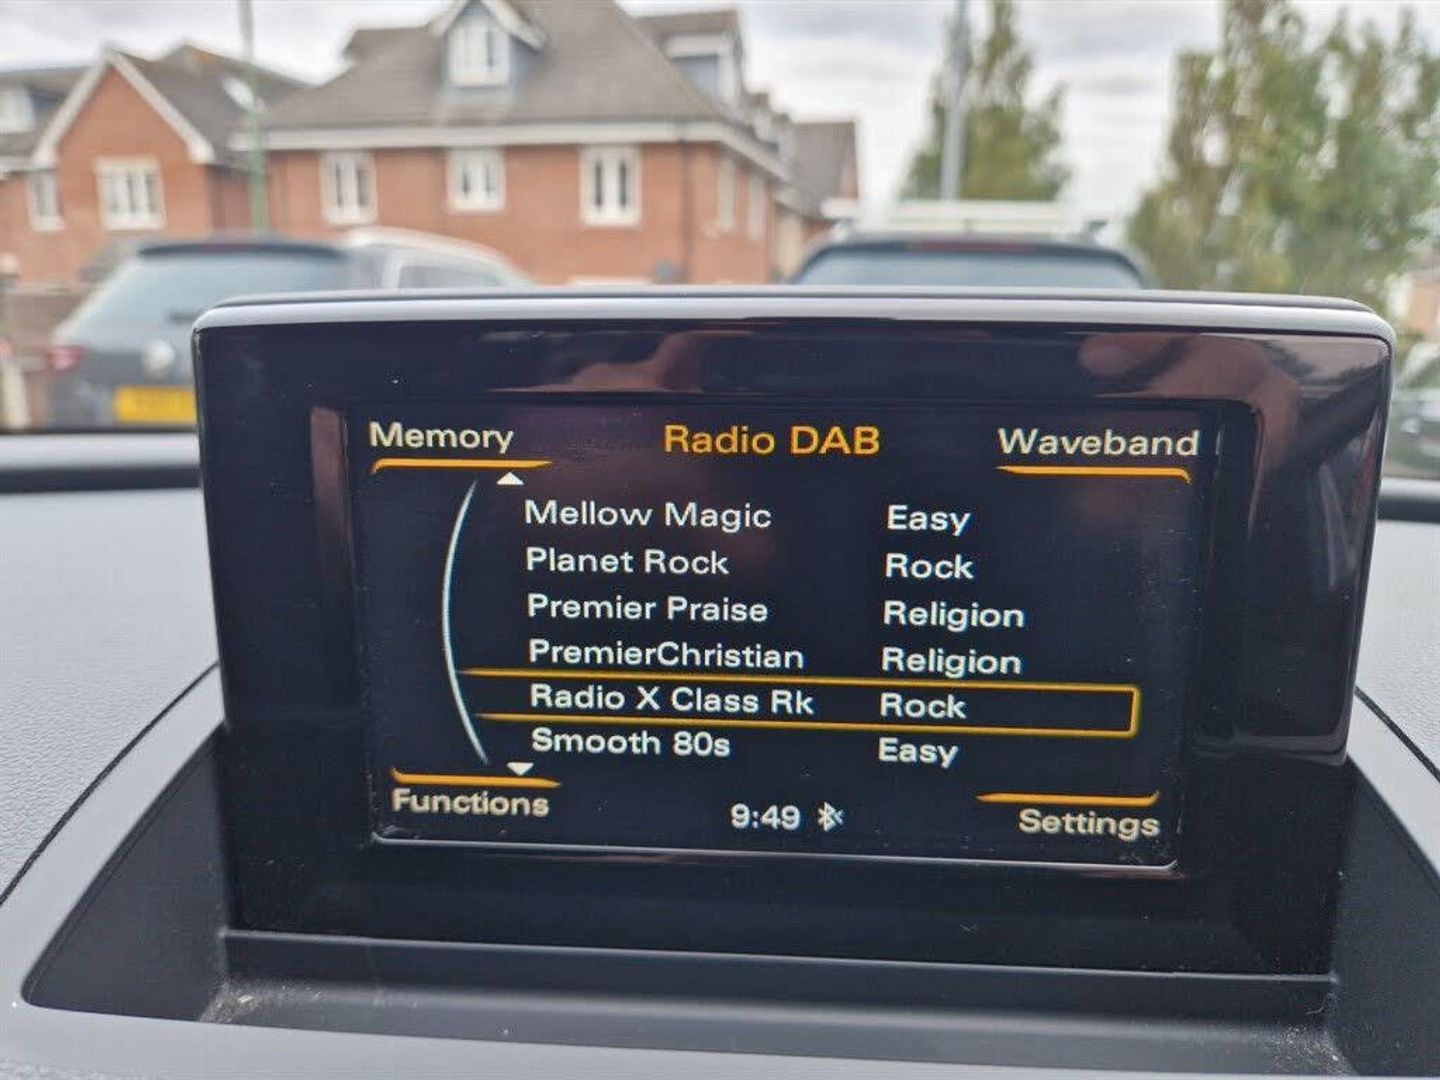 Memory Radio DAB Waveband
Mellow Magic Easy
Planet Rock Rock
Premier Praise Religion
PremierChristian Religion
Radio X Class Rk Rock
Smooth 80s Easy
Functions 9:49 Settings